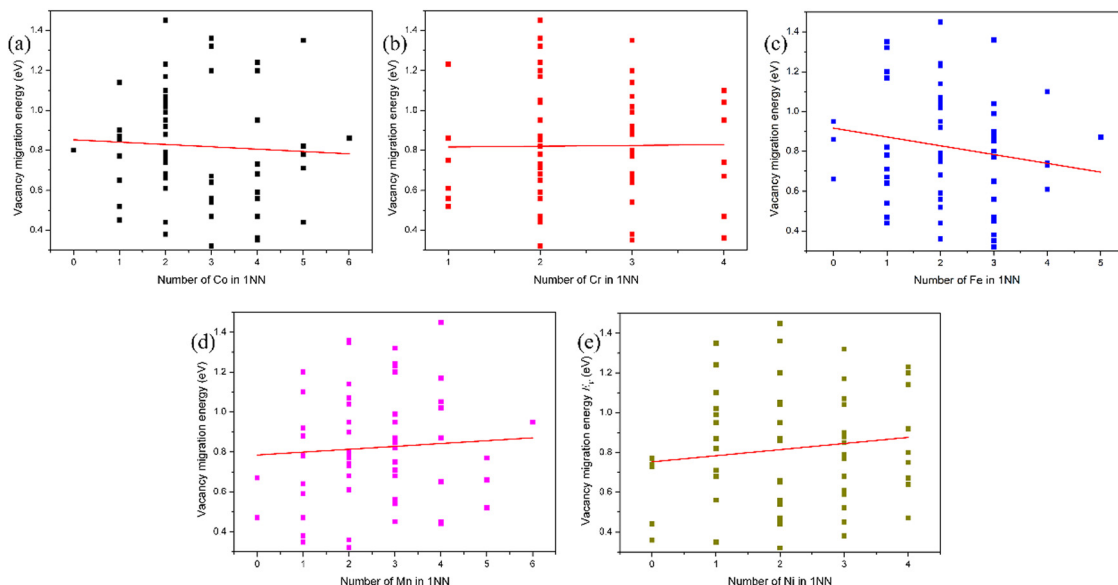 (a)
1.4
1.2
1.0
0.8
0.6
0.4
Vacancy migration energy (eV)
0 1 2 3 4 5 6
Number of Co in 1NN
(b)
1.4
1.2
1.0
0.8
0.6
0.4
Vacancy migration energy (eV)
1 2 3 4
Number of Cr in 1NN
(c)
1.4
1.2
1.0
0.8
0.6
0.4
Vacancy migration energy (eV)
0 1 2 3 4 5
Number of Fe in 1NN
(d)
1.4
1.2
1.0
0.8
0.6
0.4
Vacancy migration energy (eV)
0 1 2 3 4 5 6
Number of Mn in 1NN
(e)
1.4
1.2
1.0
0.8
0.6
0.4
Vacancy migration energy E (eV)
0 1 2 3 4
Number of Ni in 1NN